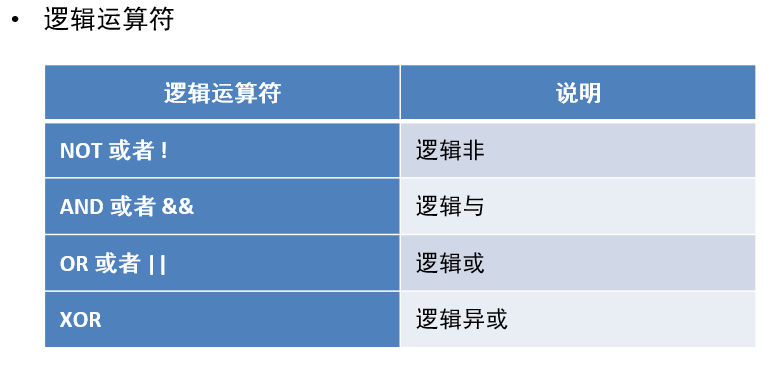 • 逻辑运算符
逻辑运算符 说明
NOT 或者 ! 逻辑非
AND 或者 && 逻辑与
OR 或者 || 逻辑或
XOR 逻辑异或